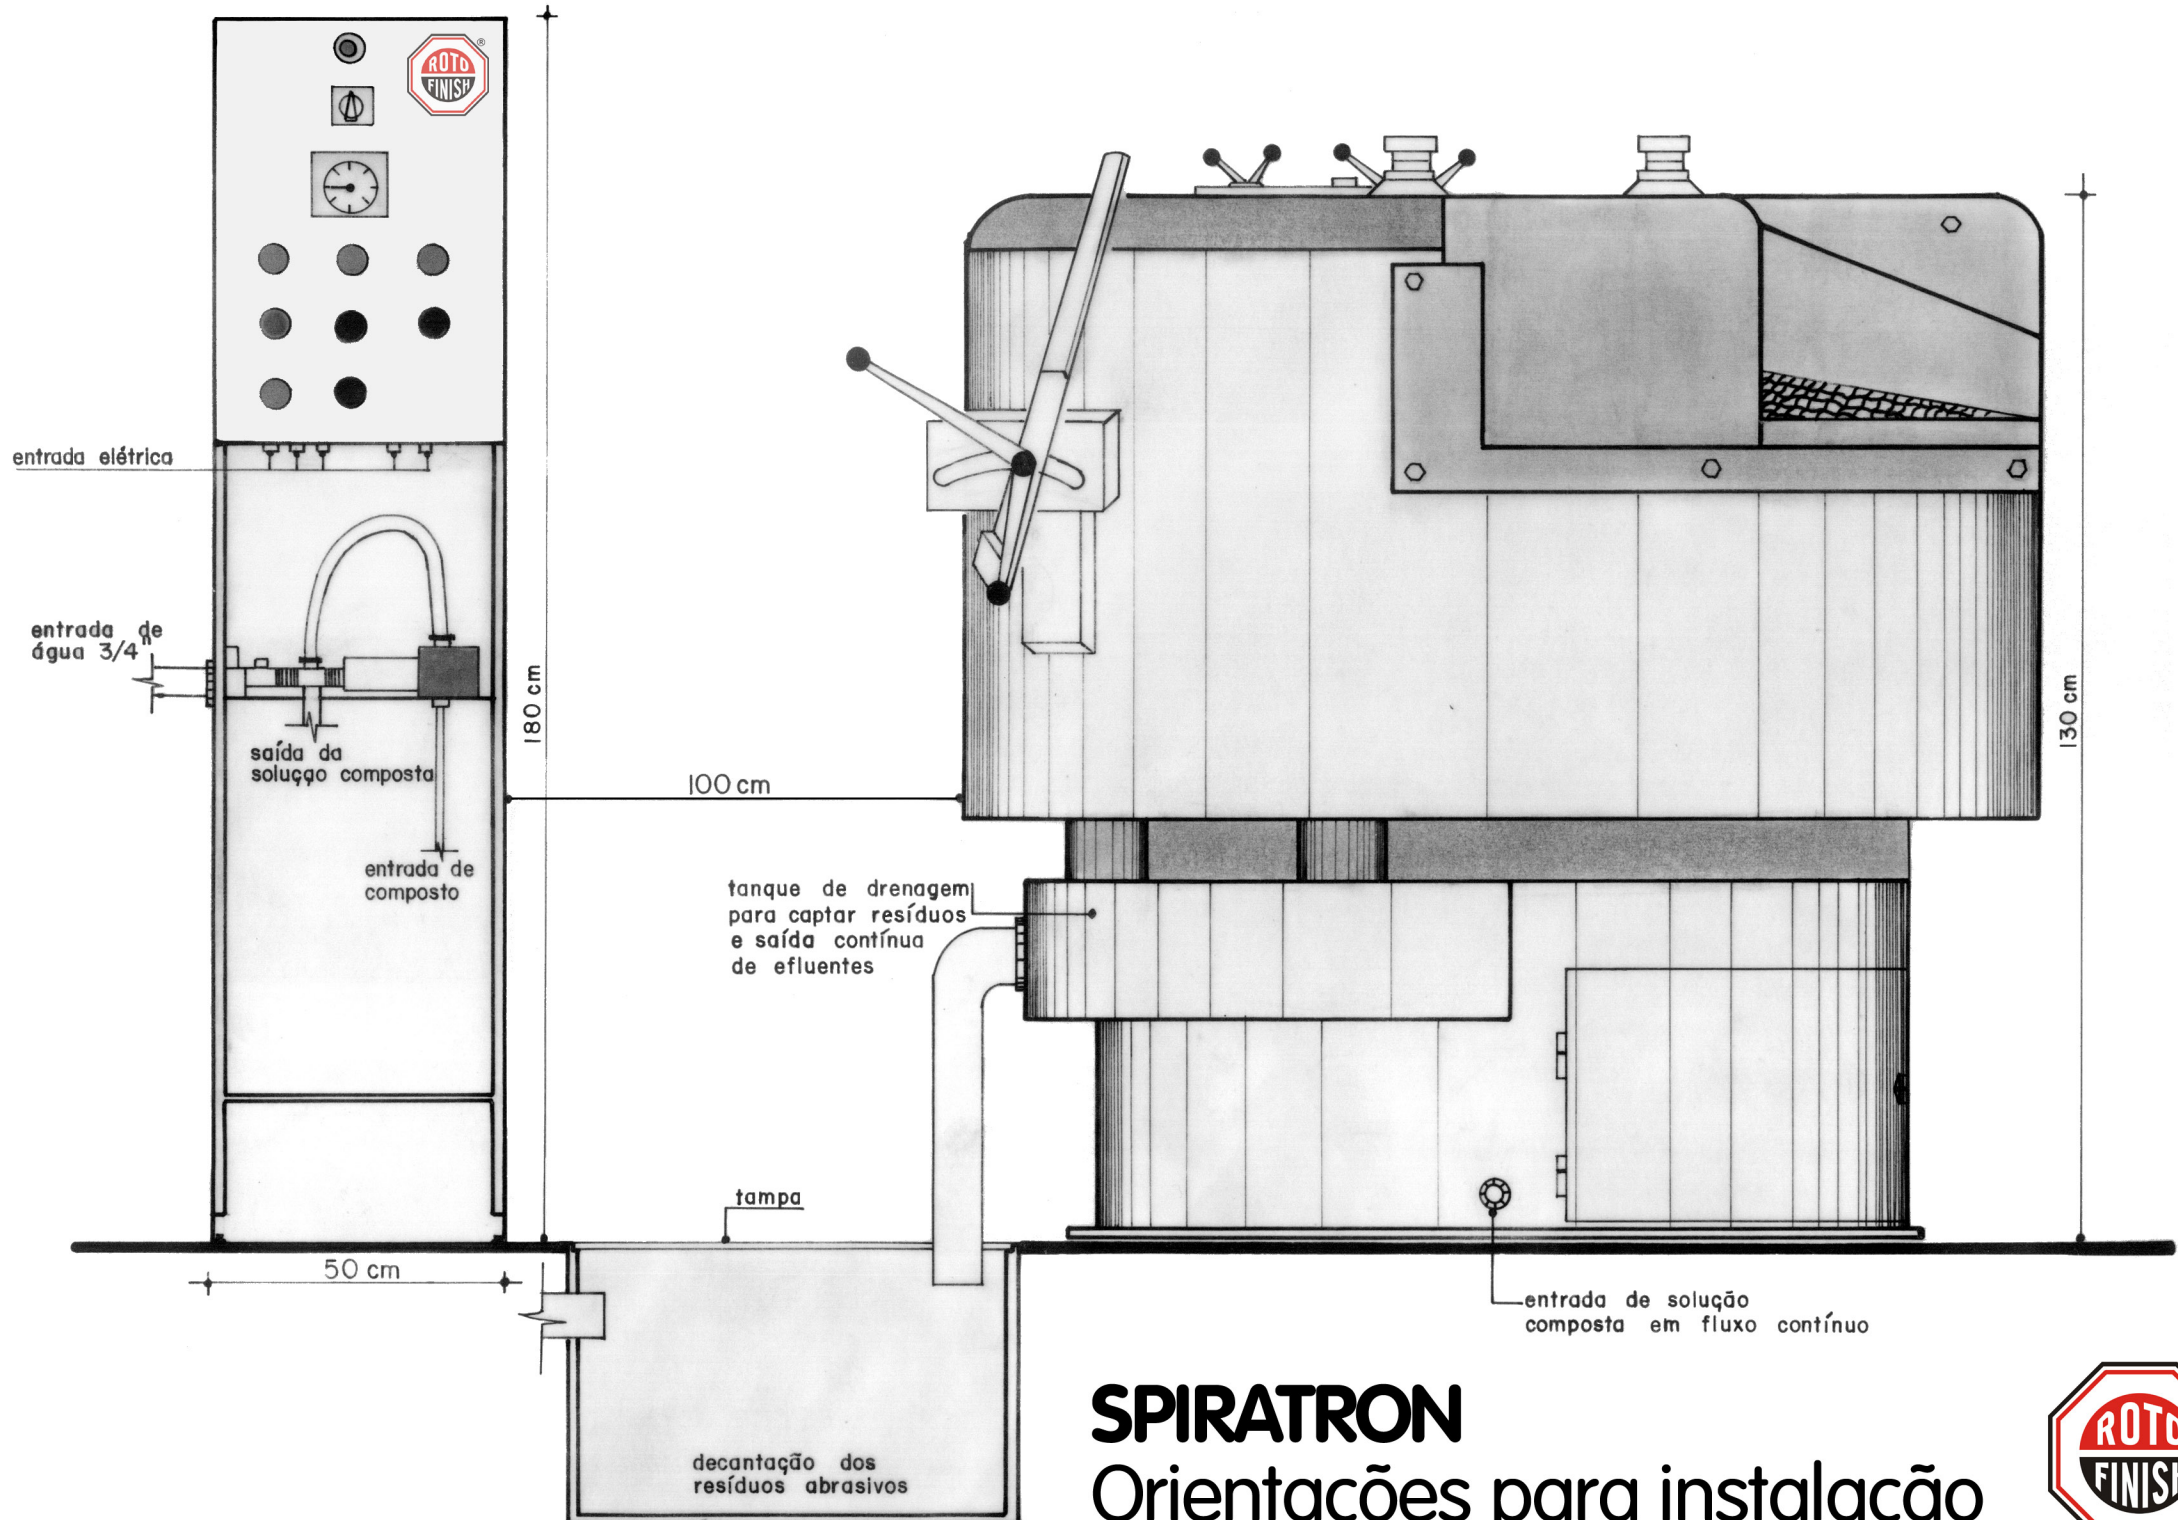 ROTO
FINISH
®
entrada elétrica
entrada de
água 3/4"
saída da
soluçço composta
entrada de
composto
180 cm
100 cm
50 cm
130 cm
tanque de drenagem
para captar resíduos
e saída contínua
de efluentes
tampa
decantação dos
resíduos abrasivos
entrada de solução
composta em fluxo contínuo
SPIRATRON
Orientações para instalação
ROTO
FINISH